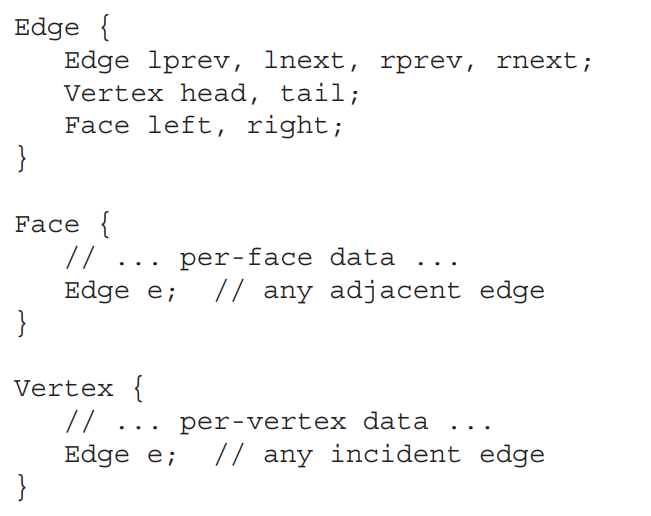 Edge {
   Edge lprev, lnext, rprev, rnext;
   Vertex head, tail;
   Face left, right;
}

Face {
   // ... per-face data ...
   Edge e;  // any adjacent edge
}

Vertex {
   // ... per-vertex data ...
   Edge e;  // any incident edge
}